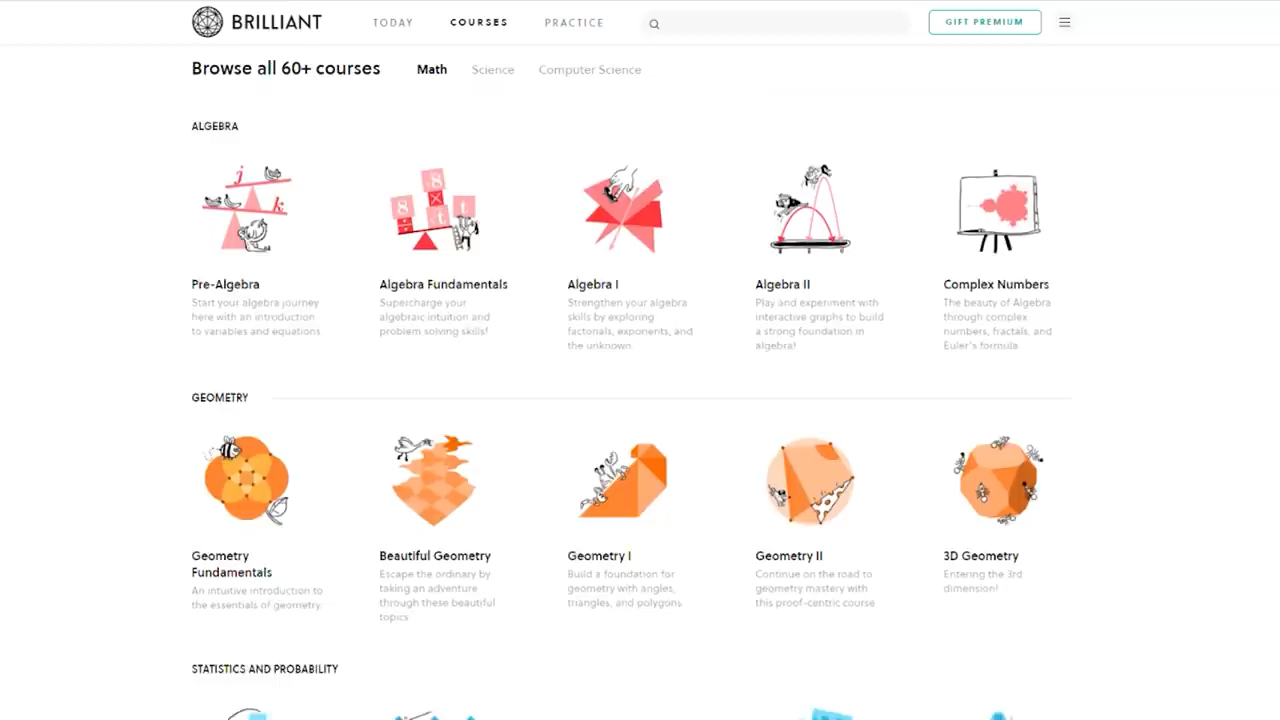 BRILLIANT TODAY COURSES PRACTICE GIFT PREMIUM
Browse all 60+ courses Math Science Computer Science
ALGEBRA
Pre-Algebra
Start your algebra journey
here with an introduction
to variables and equations.
Algebra Fundamentals
Supercharge your
algebraic intuition and
problem solving skills!
Algebra I
Strengthen your algebra
skills by exploring
factorials, exponents, and
the unknown.
Algebra II
Play and experiment with
interactive graphs to build
a strong foundation in
algebra!
Complex Numbers
The beauty of Algebra
through complex
numbers, fractals, and
Euler's formula.
GEOMETRY
Geometry
Fundamentals
An intuitive introduction to
the essentials of geometry.
Beautiful Geometry
Escape the ordinary by
taking an adventure
through these beautiful
topics.
Geometry I
Build a foundation for
geometry with angles,
triangles, and polygons.
Geometry II
Continue on the road to
geometry mastery with
this proof-centric course
3D Geometry
Entering the 3rd
dimension!
STATISTICS AND PROBABILITY